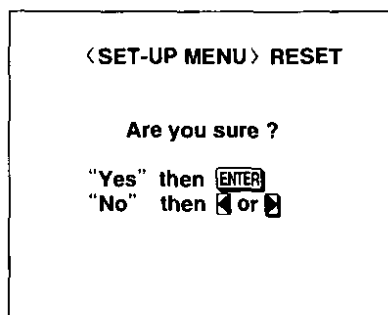 〈SET-UP MENU〉 RESET
Are you sure ?
“Yes” then ENTER
“No” then ◀ or ▶